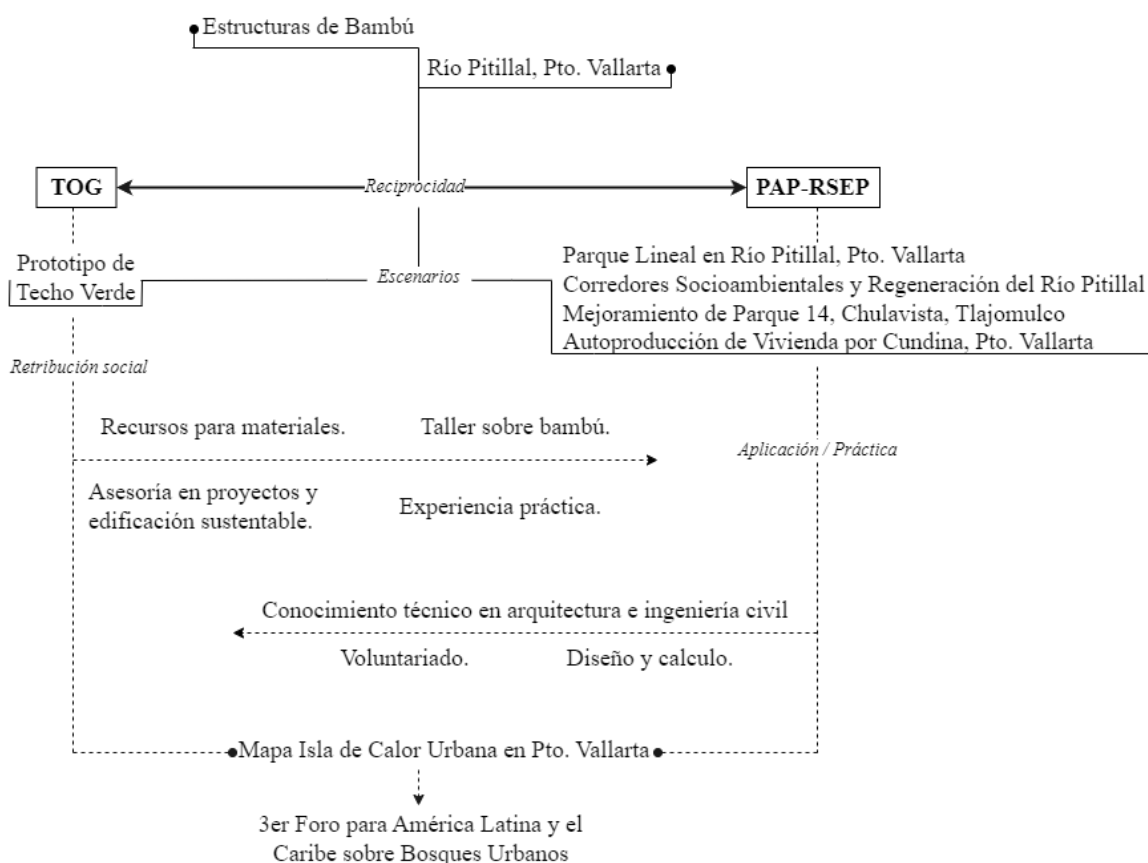 Estructuras de Bambú
Río Pitillal, Pto. Vallarta
TOG
Reciprocidad
PAP-RSEP
Prototipo de
Techo Verde
Escenarios
Parque Lineal en Río Pitillal, Pto. Vallarta
Corredores Socioambientales y Regeneración del Río Pitillal
Mejoramiento de Parque 14, Chulavista, Tlajomulco
Autoproducción de Vivienda por Cundina, Pto. Vallarta
Retribución social
Recursos para materiales.
Taller sobre bambú.
Aplicación / Práctica
Asesoría en proyectos y
edificación sustentable.
Experiencia práctica.
Conocimiento técnico en arquitectura e ingeniería civil
Voluntariado.
Diseño y calculo.
Mapa Isla de Calor Urbana en Pto. Vallarta
3er Foro para América Latina y el
Caribe sobre Bosques Urbanos